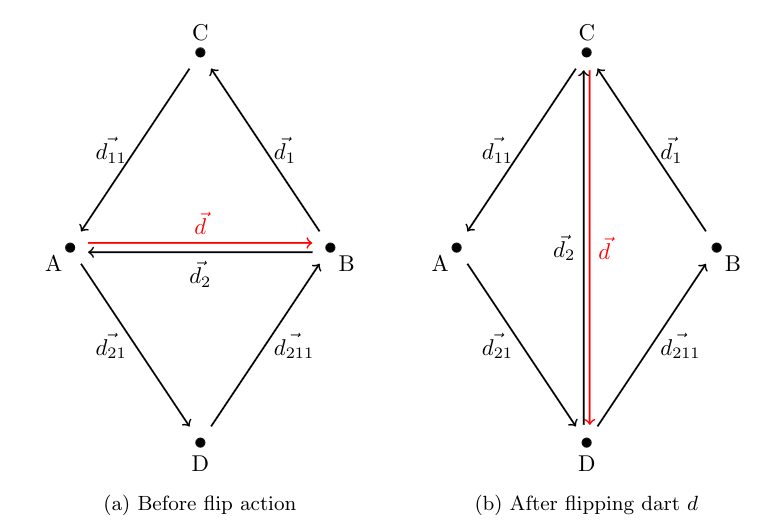 C
C
$\vec{d_{11}}$
$\vec{d_1}$
$\vec{d_{11}}$
$\vec{d_1}$
$\vec{d}$
$\vec{d_2}$
$\vec{d_2}$
$\vec{d}$
A
B
A
B
$\vec{d_{21}}$
$\vec{d_{211}}$
$\vec{d_{21}}$
$\vec{d_{211}}$
D
D
(a) Before flip action
(b) After flipping dart $d$